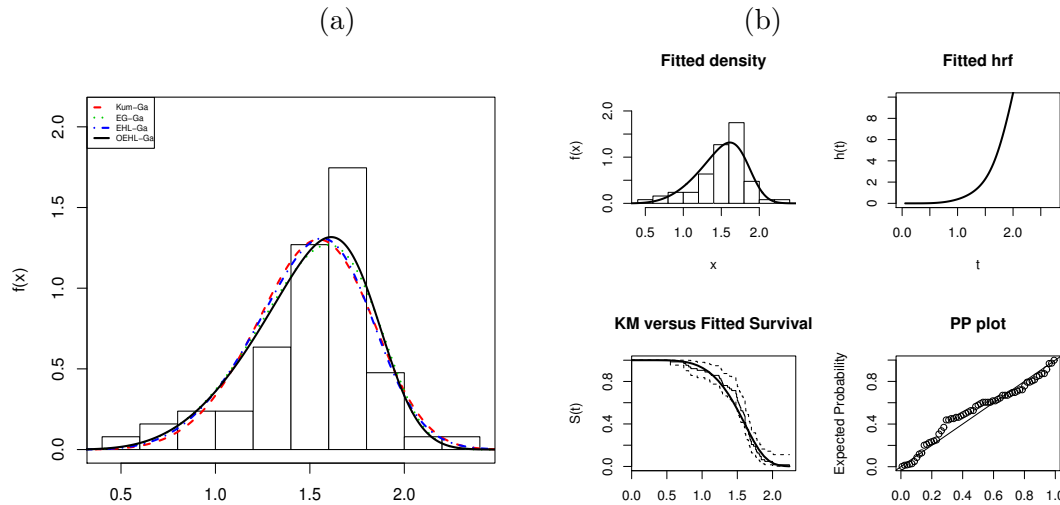 (a)
Kum-Ga
EG-Ga
EHL-Ga
OEHL-Ga
f(x)
0.0 0.5 1.0 1.5 2.0
0.5 1.0 1.5 2.0
(b)
Fitted density
f(x)
0.0 1.0 2.0
0.5 1.0 1.5 2.0
x
Fitted hrf
h(t)
0 2 4 6 8
0.0 1.0 2.0
t
KM versus Fitted Survival
S(t)
0.0 0.4 0.8
0.0 0.5 1.0 1.5 2.0
PP plot
Expected Probability
0.0 0.4 0.8
0.0 0.2 0.4 0.6 0.8 1.0